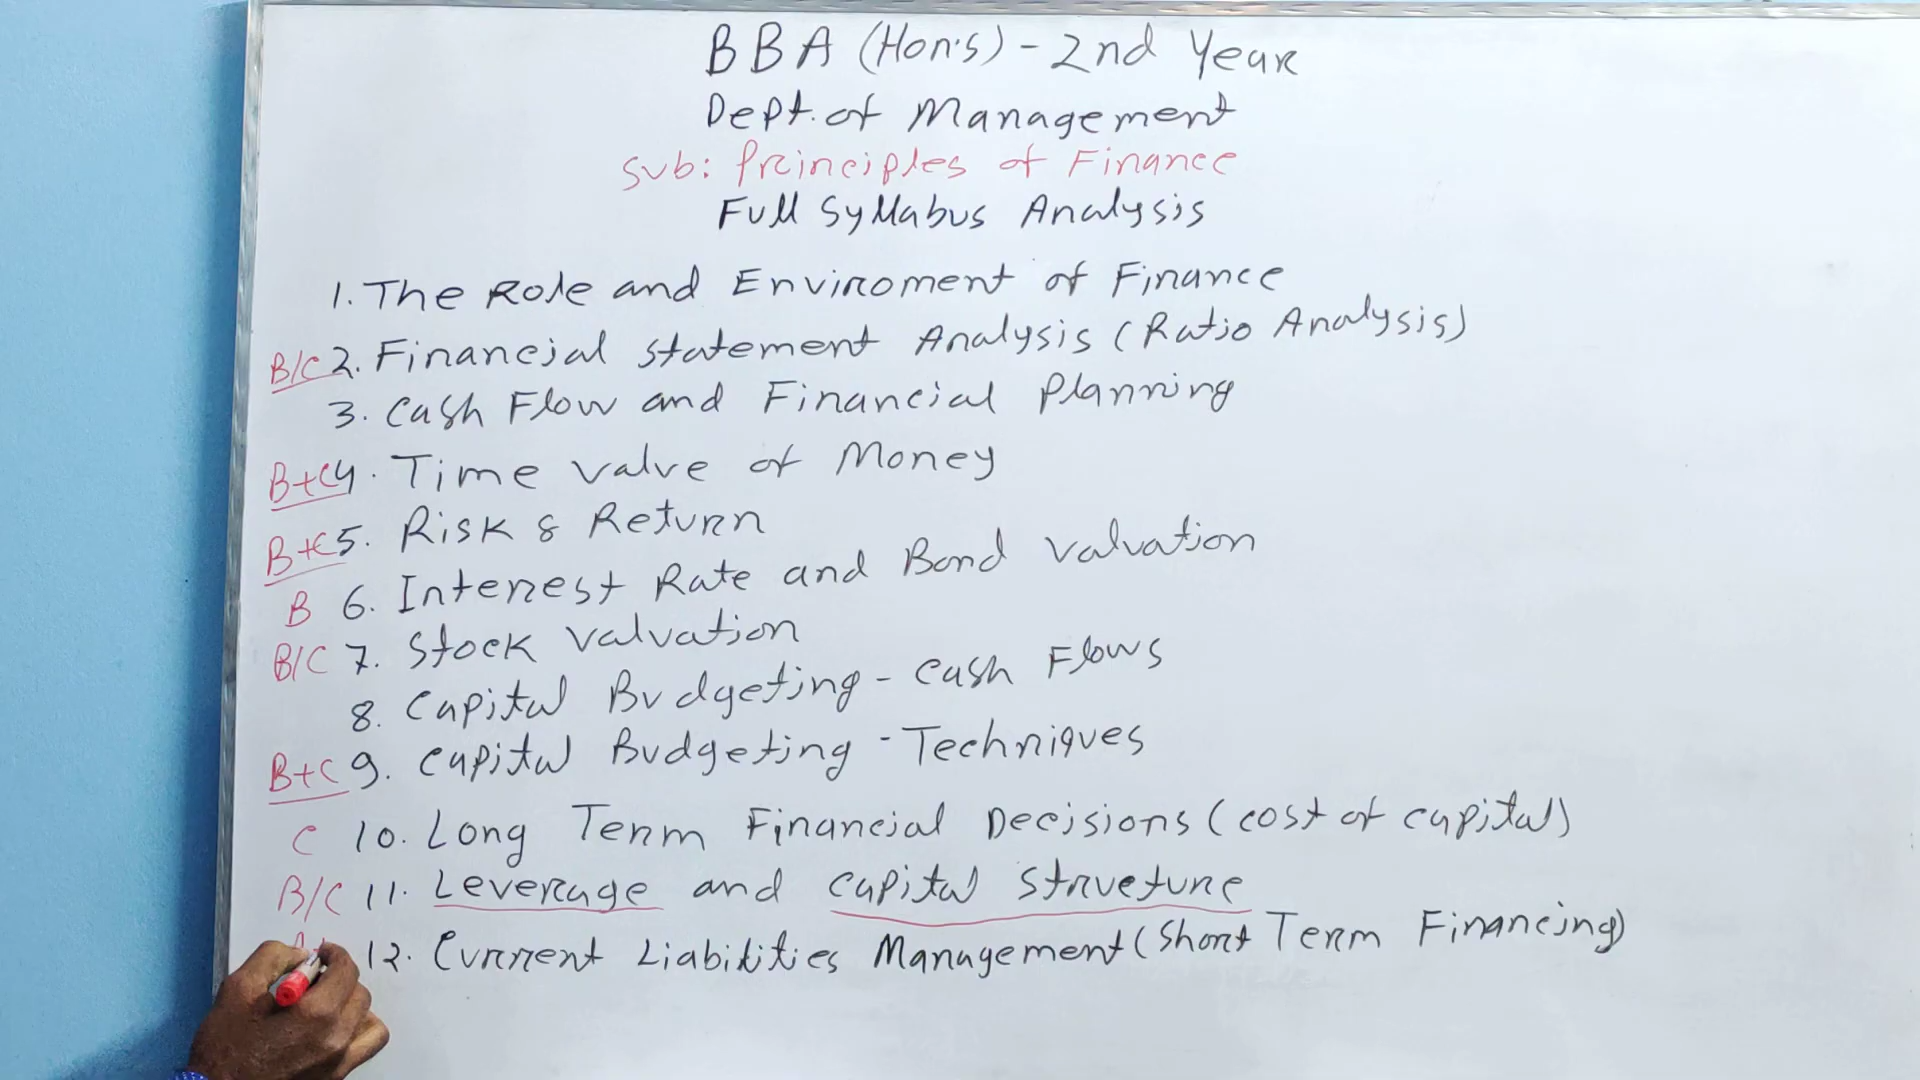 BBA (Hon's) - 2nd Year
Dept. of Management
Sub: Principles of Finance
Full Syllabus Analysis
1. The Role and Enviroment of Finance
B/C 2. Financial Statement Analysis (Ratio Analysis)
3. Cash Flow and Financial Planning
B+C 4. Time Value of Money
B+C 5. Risk & Return
B 6. Interest Rate and Bond Valuation
B/C 7. Stock Valuation
8. Capital Budgeting - Cash Flows
B+C 9. Capital Budgeting - Techniques
C 10. Long Term Financial Decisions (Cost of Capital)
B/C 11. Leverage and Capital Structure
12. Current Liabilities Management (Short Term Financing)